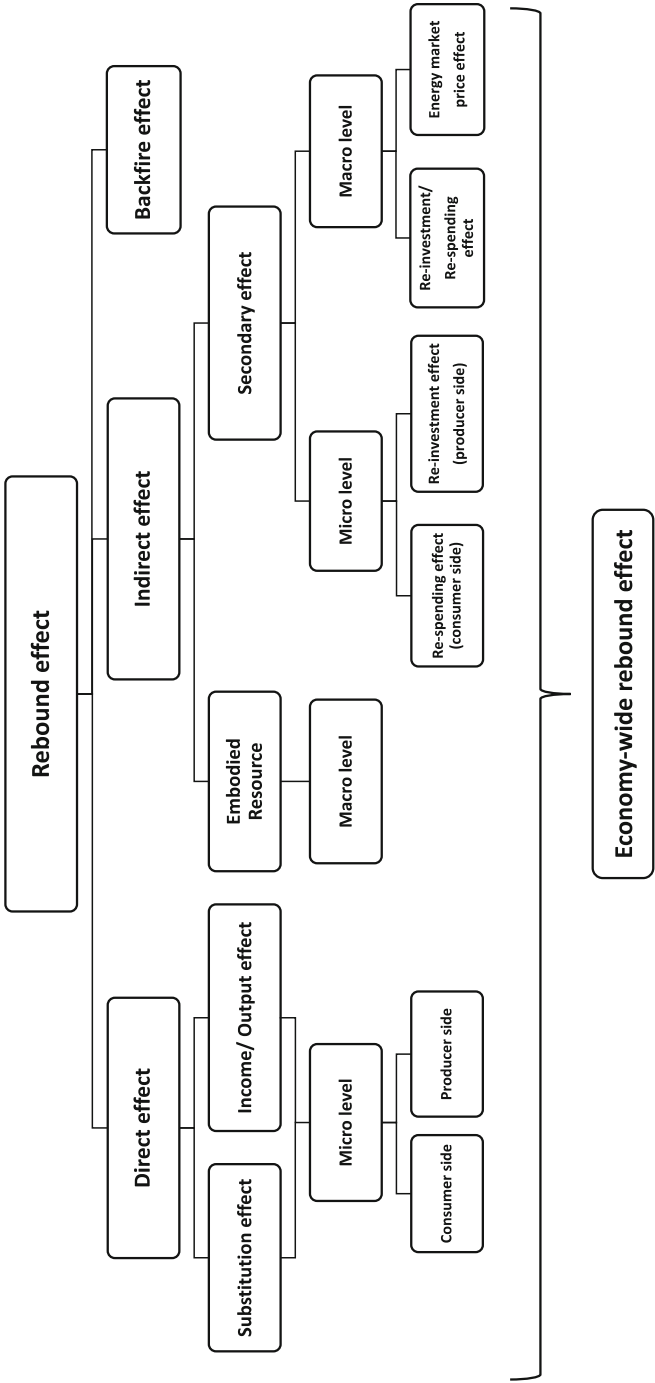 Rebound effect
Direct effect
Indirect effect
Backfire effect
Substitution effect
Income/ Output effect
Embodied
Resource
Secondary effect
Micro level
Macro level
Micro level
Macro level
Consumer side
Producer side
Re-spending effect
(consumer side)
Re-investment effect
(producer side)
Re-investment/
Re-spending
effect
Energy market
price effect
Economy-wide rebound effect